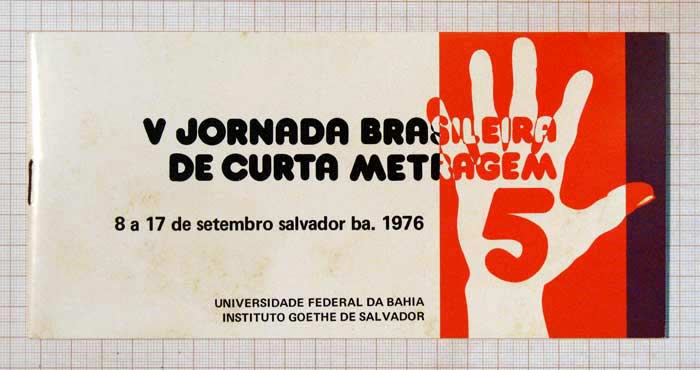 V JORNADA BRASILEIRA
DE CURTA METRAGEM
8 a 17 de setembro salvador ba. 1976
5
UNIVERSIDADE FEDERAL DA BAHIA
INSTITUTO GOETHE DE SALVADOR